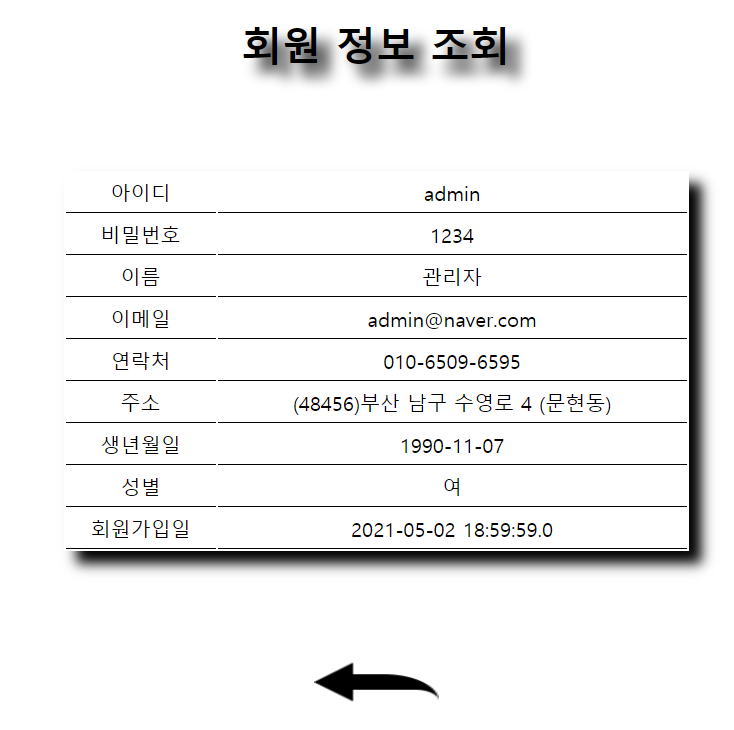 회원 정보 조회
아이디 admin
비밀번호 1234
이름 관리자
이메일 admin@naver.com
연락처 010-6509-6595
주소 (48456)부산 남구 수영로 4 (문현동)
생년월일 1990-11-07
성별 여
회원가입일 2021-05-02 18:59:59.0